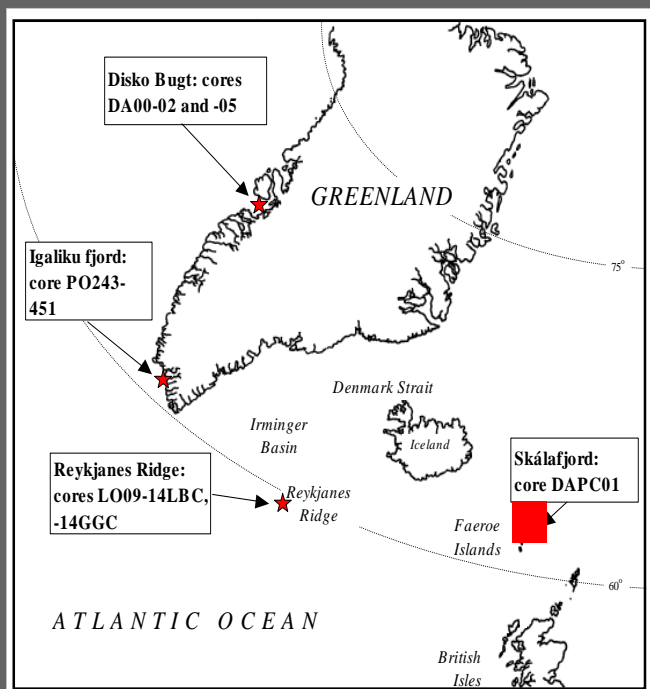 Disko Bugt: cores
DA00-02 and -05
GREENLAND
Igaliku fjord:
core PO243-
451
75°
Denmark Strait
Irminger
Basin
Iceland
Skálafjord:
core DAPC01
Reykjanes Ridge:
cores LO09-14LBC,
-14GGC
Reykjanes
Ridge
Faeroe
Islands
60°
ATLANTIC OCEAN
British
Isles